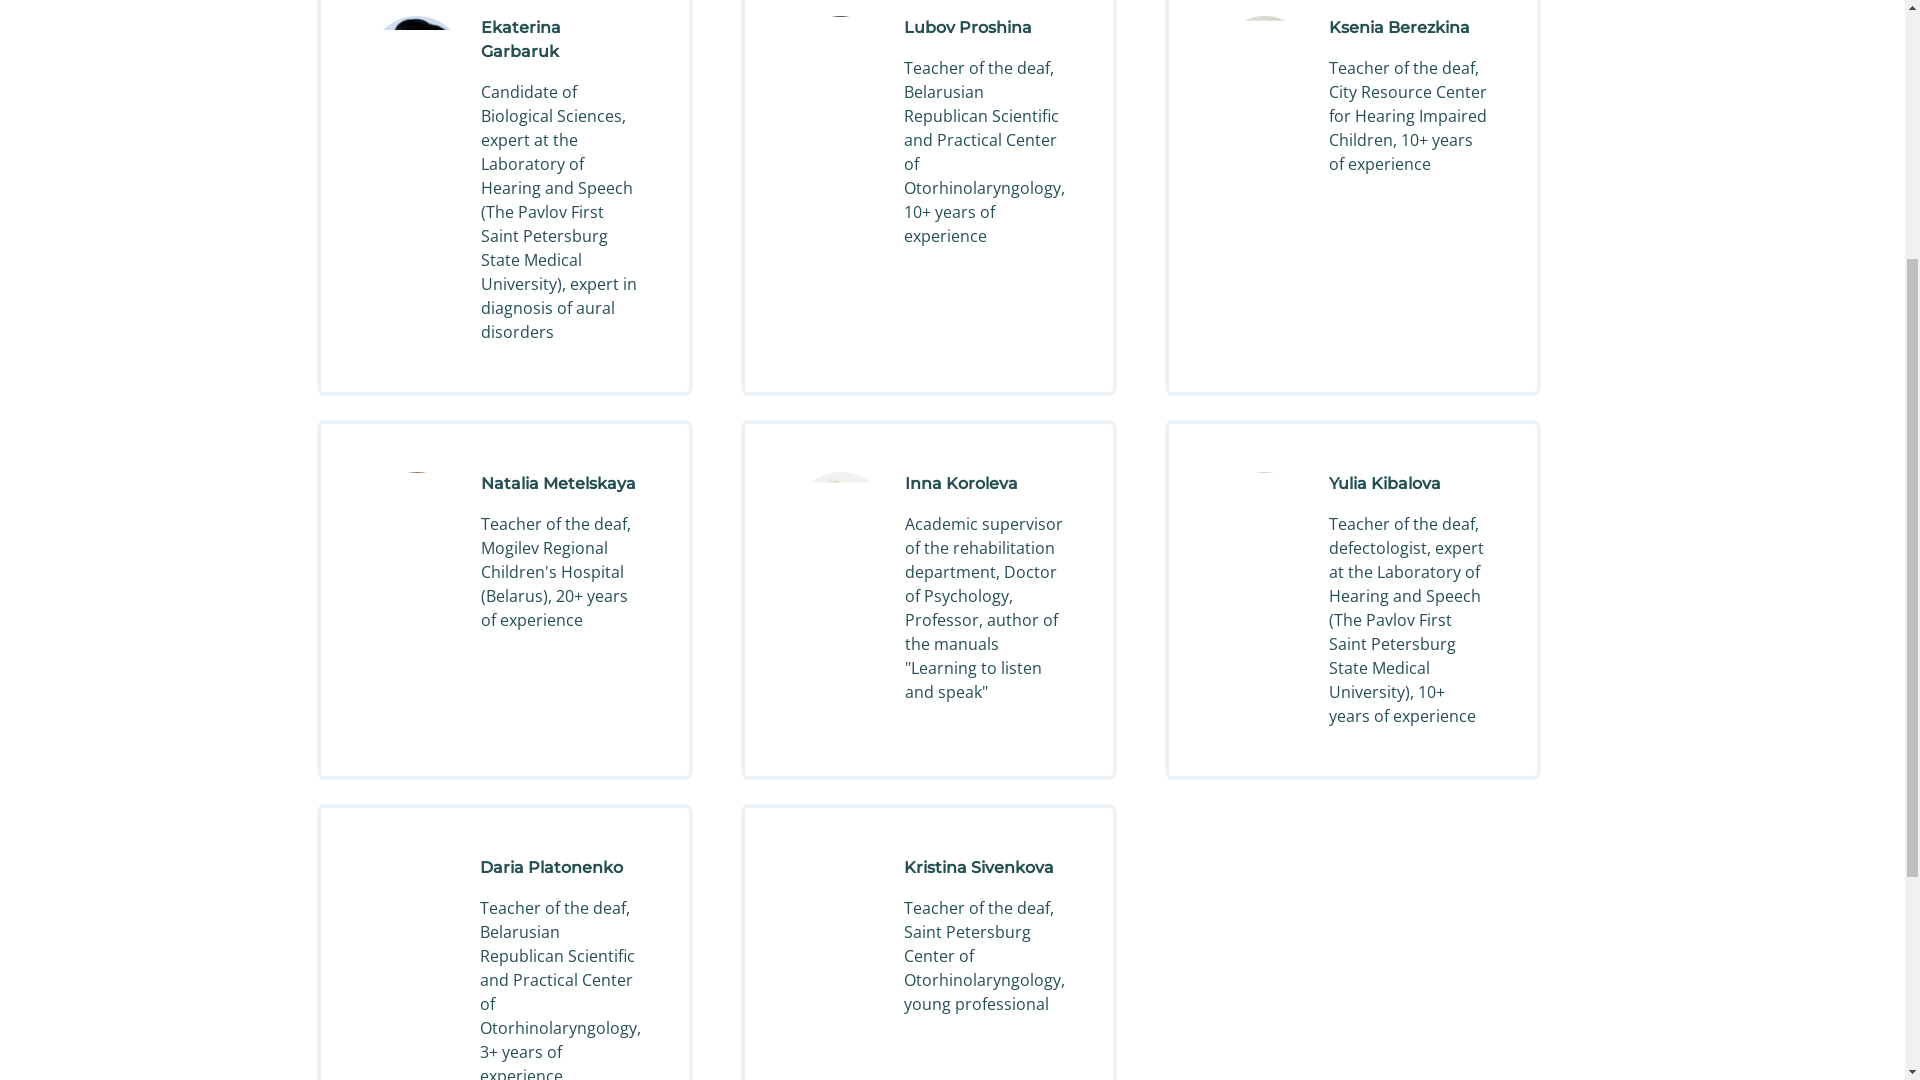 Ekaterina
Garbaruk
Candidate of
Biological Sciences,
expert at the
Laboratory of
Hearing and Speech
(The Pavlov First
Saint Petersburg
State Medical
University), expert in
diagnosis of aural
disorders
Lubov Proshina
Teacher of the deaf,
Belarusian
Republican Scientific
and Practical Center
of
Otorhinolaryngology,
10+ years of
experience
Ksenia Berezkina
Teacher of the deaf,
City Resource Center
for Hearing Impaired
Children, 10+ years
of experience
Natalia Metelskaya
Teacher of the deaf,
Mogilev Regional
Children's Hospital
(Belarus), 20+ years
of experience
Inna Koroleva
Academic supervisor
of the rehabilitation
department, Doctor
of Psychology,
Professor, author of
the manuals
"Learning to listen
and speak"
Yulia Kibalova
Teacher of the deaf,
defectologist, expert
at the Laboratory of
Hearing and Speech
(The Pavlov First
Saint Petersburg
State Medical
University), 10+
years of experience
Daria Platonenko
Teacher of the deaf,
Belarusian
Republican Scientific
and Practical Center
of
Otorhinolaryngology,
3+ years of
experience
Kristina Sivenkova
Teacher of the deaf,
Saint Petersburg
Center of
Otorhinolaryngology,
young professional